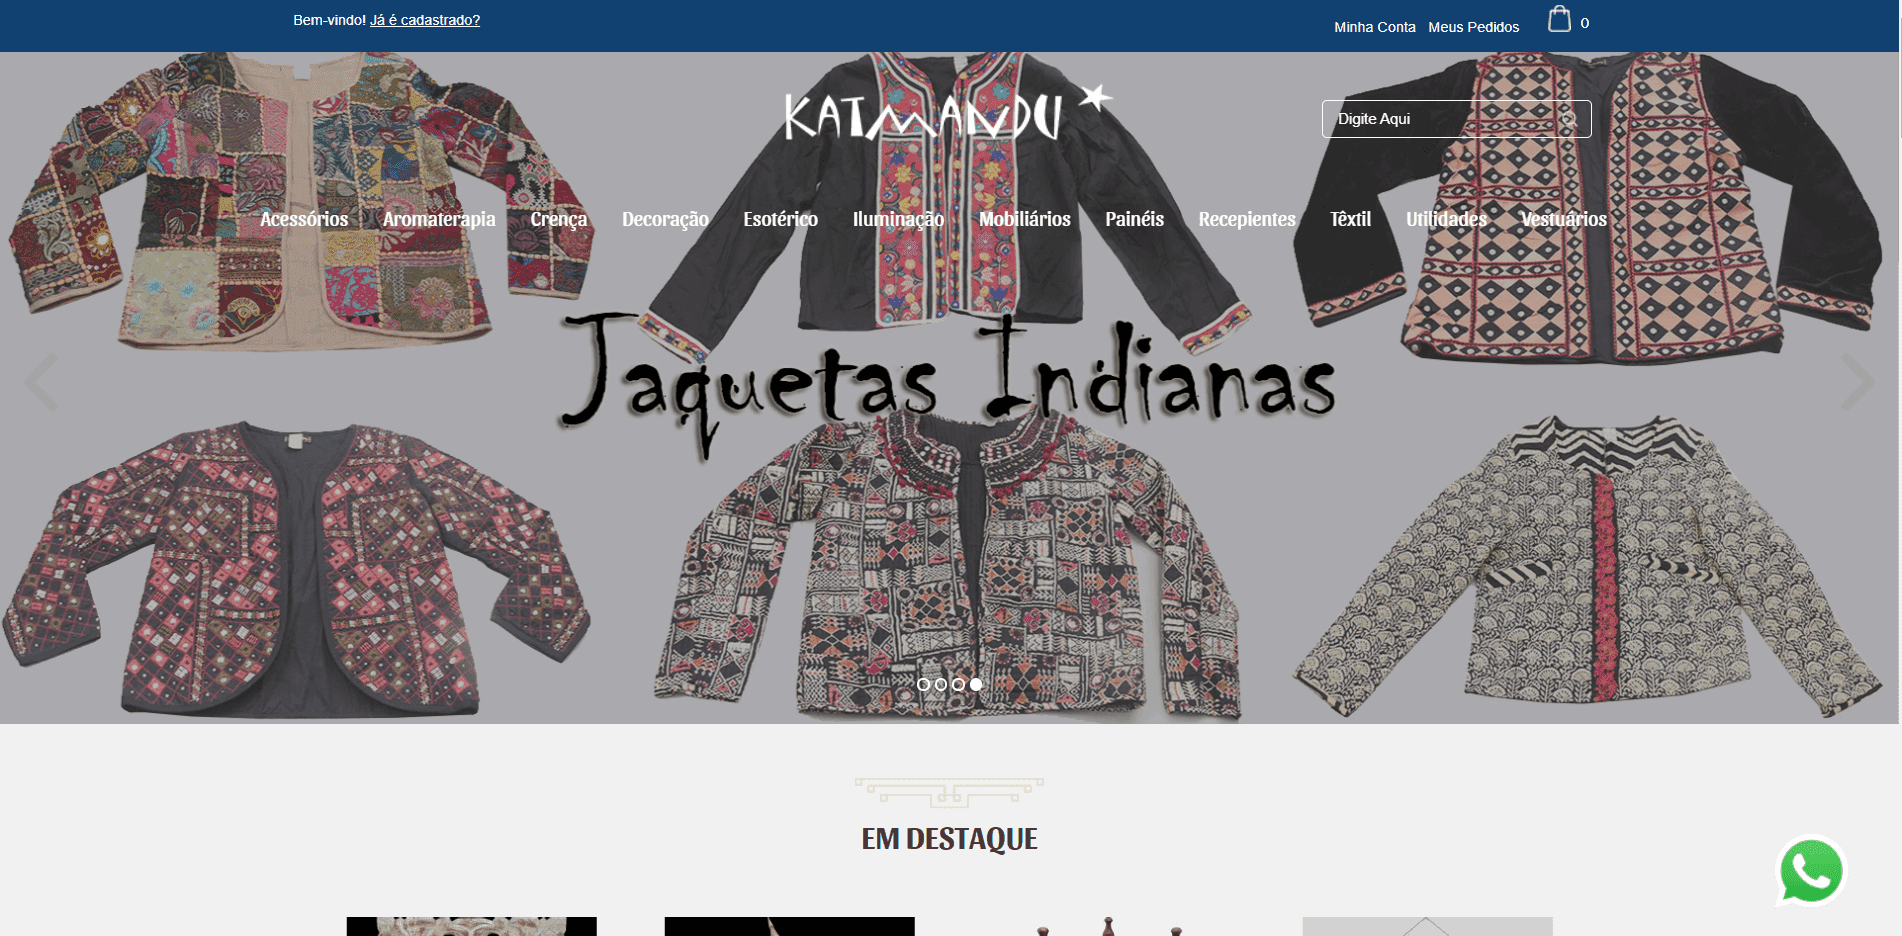 Bem-vindo! Já é cadastrado?
Minha Conta Meus Pedidos 0
KATMANDU
Digite Aqui
Acessórios Aromaterapia Crença Decoração Esotérico Iluminação Mobiliários Painéis Recepientes Têxtil Utilidades Vestuários
Jaquetas Indianas
EM DESTAQUE